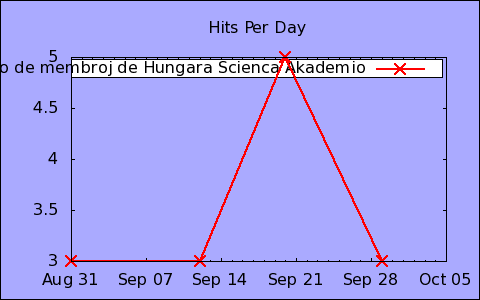 Hits Per Day
5
o de membroj de Hungara Scienca Akademio
4.5
4
3.5
3
Aug 31 Sep 07 Sep 14 Sep 21 Sep 28 Oct 05